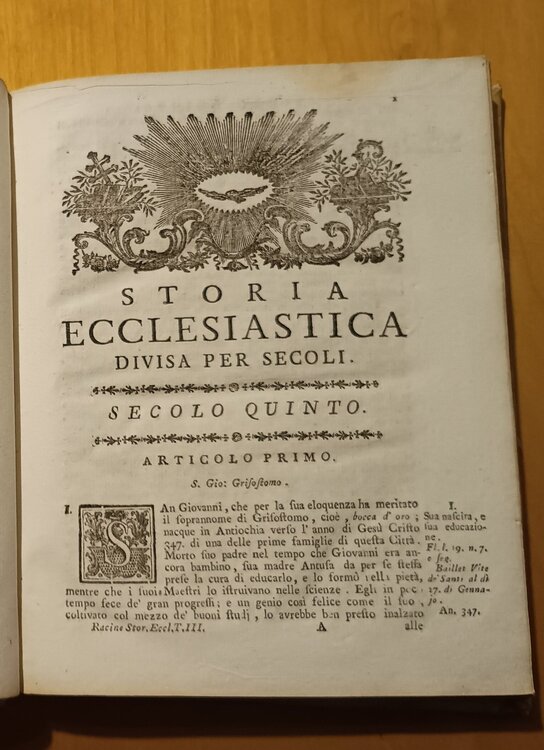 STORIA
ECCLESIASTICA
DIVISA PER SECOLI.
SECOLO QUINTO.
ARTICOLO PRIMO.
S. Gio: Griſoſtomo.
I. SAn Giovanni, che per la ſua eloquenza ha meritato
il ſoprannome di Griſoſtomo, cioè, bocca d'oro;
nacque in Antiochia verſo l'anno di Gesù Criſto
347. di una delle prime famiglie di queſta Città.
Morto ſuo padre nel tempo che Giovanni era an-
cora bambino, ſua madre Antuſa da per ſe ſteſſa
preſe la cura di educarlo, e lo formò nella pietà,
mentre che i ſuoi Maeſtri lo iſtruivano nelle ſcienze. Egli in poco
tempo fece de' gran progreſſi; e un genio così felice come il ſuo,
coltivato col mezzo de' buoni ſtudj, lo avrebbe ben preſto inalzato
I.
Sua naſcita, e
ſua educazio-
ne.
Fl. l. 19. n. 7.
e ſeg.
Baillet Vite
de' Santi al dì
27. di Genna-
jo.
An. 347.
Racine Stor. Eccl. T. III.
A
alle